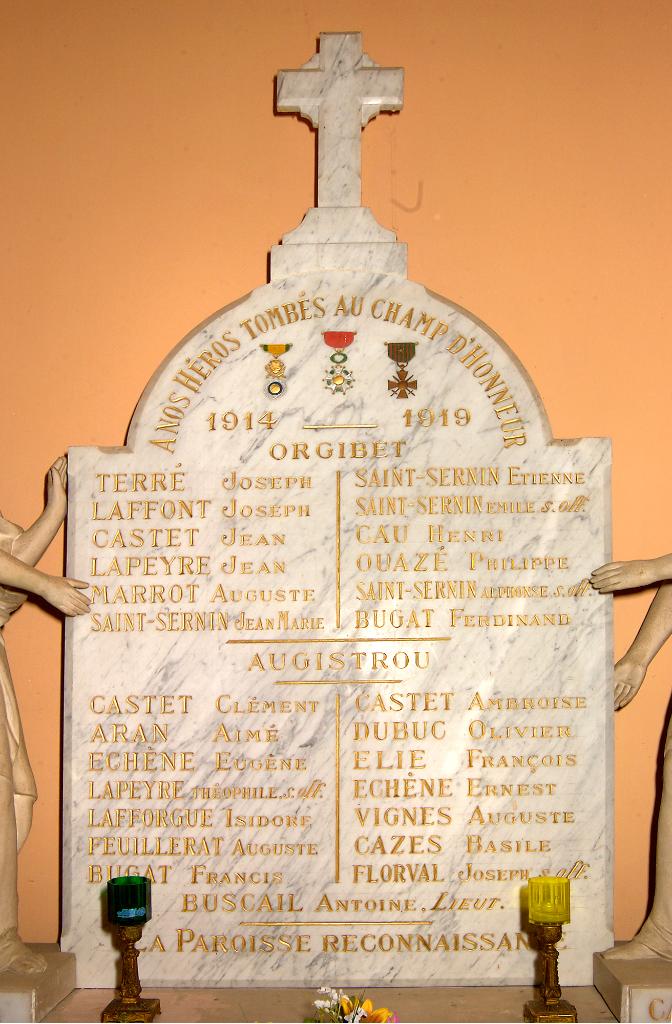 A NOS HÉROS TOMBÉS AU CHAMP D'HONNEUR
1914 — 1919
ORGIBET
TERRÉ JOSEPH
LAFFONT JOSEPH
CASTET JEAN
LAPEYRE JEAN
MARROT AUGUSTE
SAINT-SERNIN JEAN MARIE
SAINT-SERNIN ETIENNE
SAINT-SERNIN EMILE S.off.
CAU HENRI
OUAZÉ PHILIPPE
SAINT-SERNIN ALPHONSE S.off.
BUGAT FERDINAND
AUGISTROU
CASTET CLÉMENT
ARAN AIMÉ
ECHÈNE EUGÈNE
LAPEYRE THÉOPHILE S.off.
LAFFORGUE ISIDORE
FEUILLERAT AUGUSTE
BUGAT FRANCIS
CASTET AMBROISE
DUBUC OLIVIER
ELIE FRANÇOIS
ECHÈNE ERNEST
VIGNES AUGUSTE
CAZES BASILE
FLORVAL JOSEPH S.off
BUSCAIL ANTOINE, LIEUT.
LA PAROISSE RECONNAISSAN